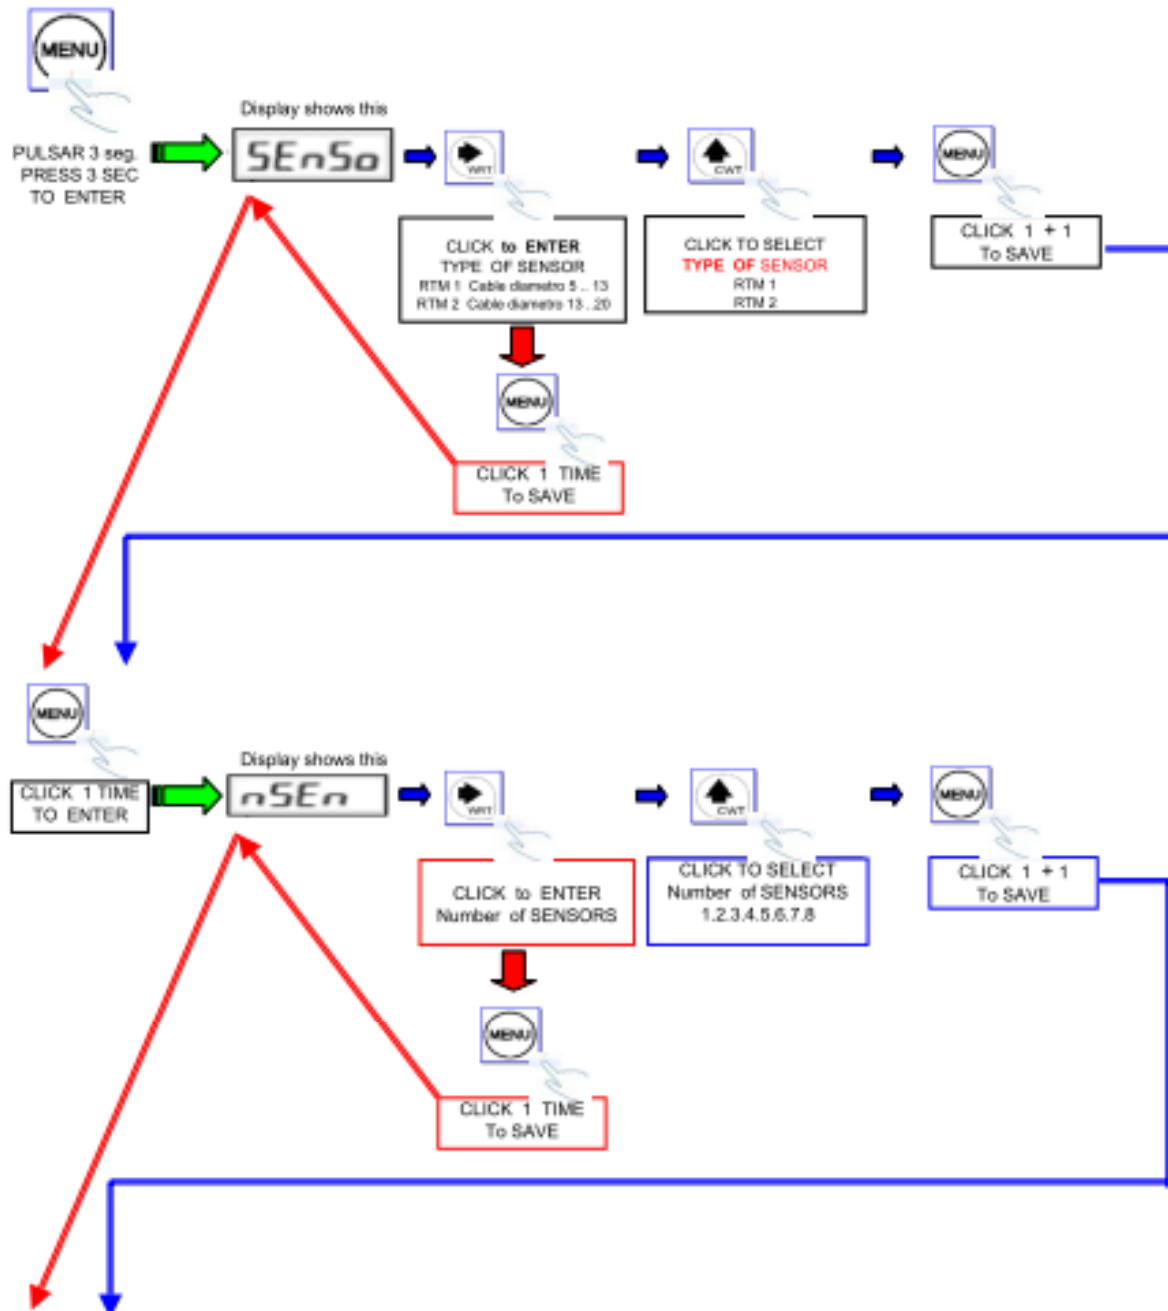 MENU
PULSAR 3 seg.
PRESS 3 SEC
TO ENTER
Display shows this
SEnSo
WRT
CLICK to ENTER
TYPE OF SENSOR
RTM 1 Cable diametro 5 .. 13
RTM 2 Cable diametro 13 .. 20
CWT
CLICK TO SELECT
TYPE OF SENSOR
RTM 1
RTM 2
MENU
CLICK 1 + 1
To SAVE
MENU
CLICK 1 TIME
To SAVE
MENU
CLICK 1 TIME
TO ENTER
Display shows this
nSEn
WRT
CLICK to ENTER
Number of SENSORS
CWT
CLICK TO SELECT
Number of SENSORS
1.2.3.4.5.6.7.8
MENU
CLICK 1 + 1
To SAVE
MENU
CLICK 1 TIME
To SAVE